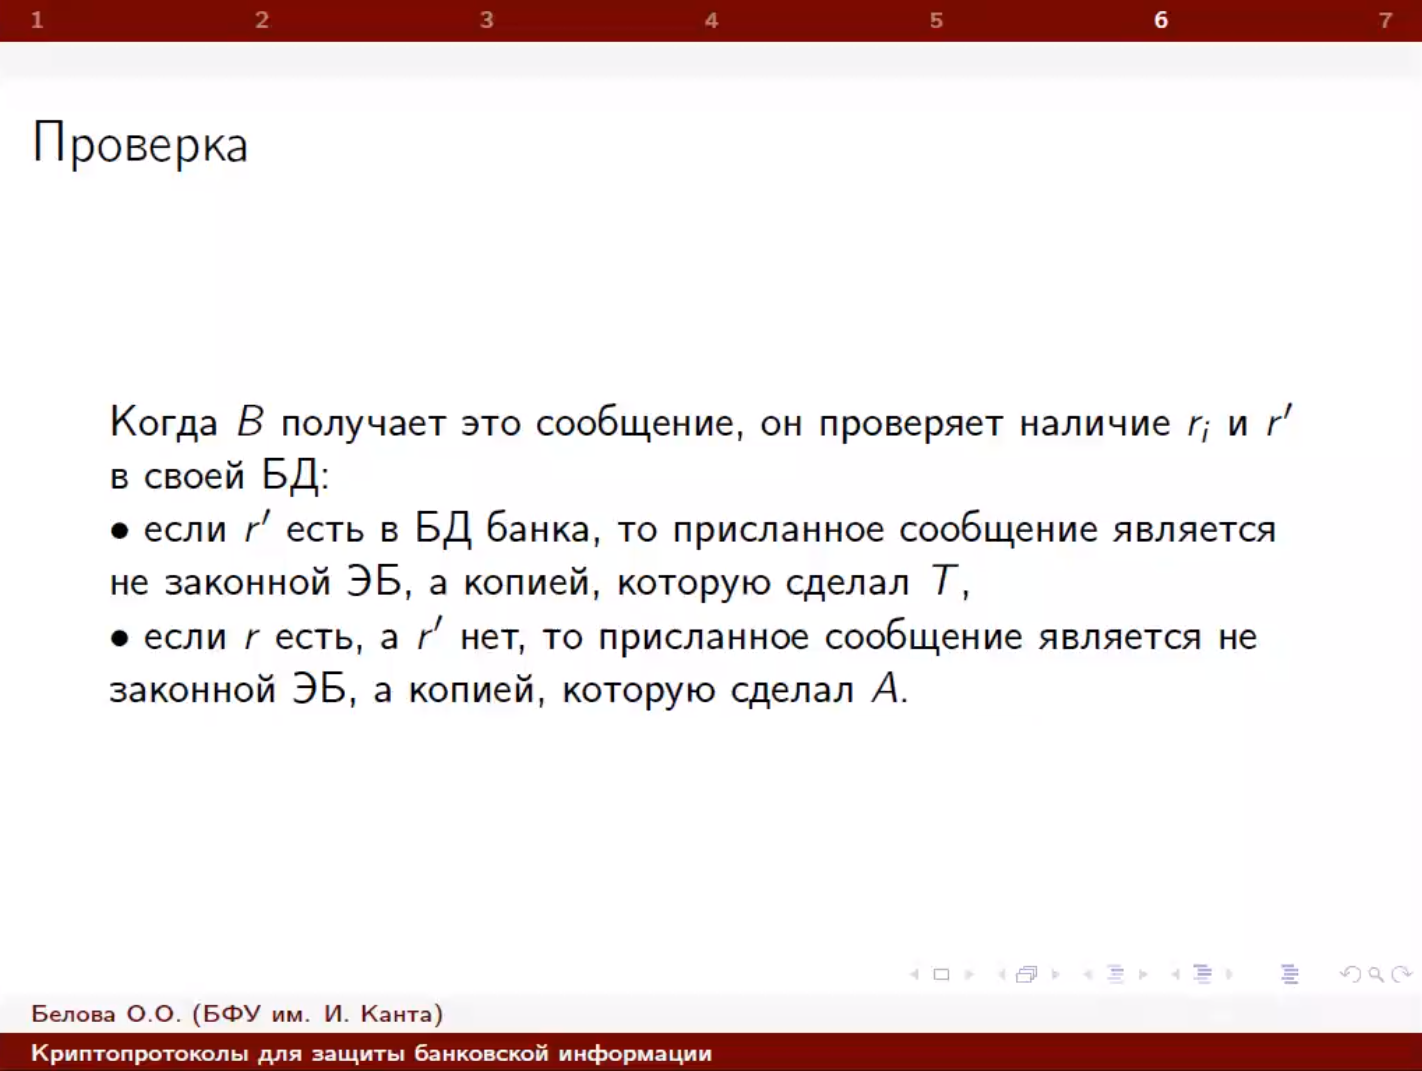 1 2 3 4 5 6 7
Проверка
Когда B получает это сообщение, он проверяет наличие rᵢ и r′
в своей БД:
• если r′ есть в БД банка, то присланное сообщение является
не законной ЭБ, а копией, которую сделал T,
• если r есть, а r′ нет, то присланное сообщение является не
законной ЭБ, а копией, которую сделал A.
Белова О.О. (БФУ им. И. Канта)
Криптопротоколы для защиты банковской информации